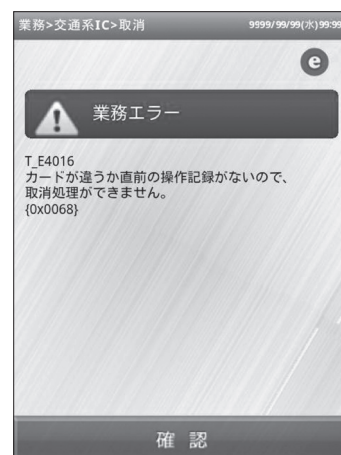 業務>交通系IC>取消 9999/99/99(水)99:99
e
業務エラー
T_E4016
カードが違うか直前の操作記録がないので、
取消処理ができません。
{0x0068}
確 認